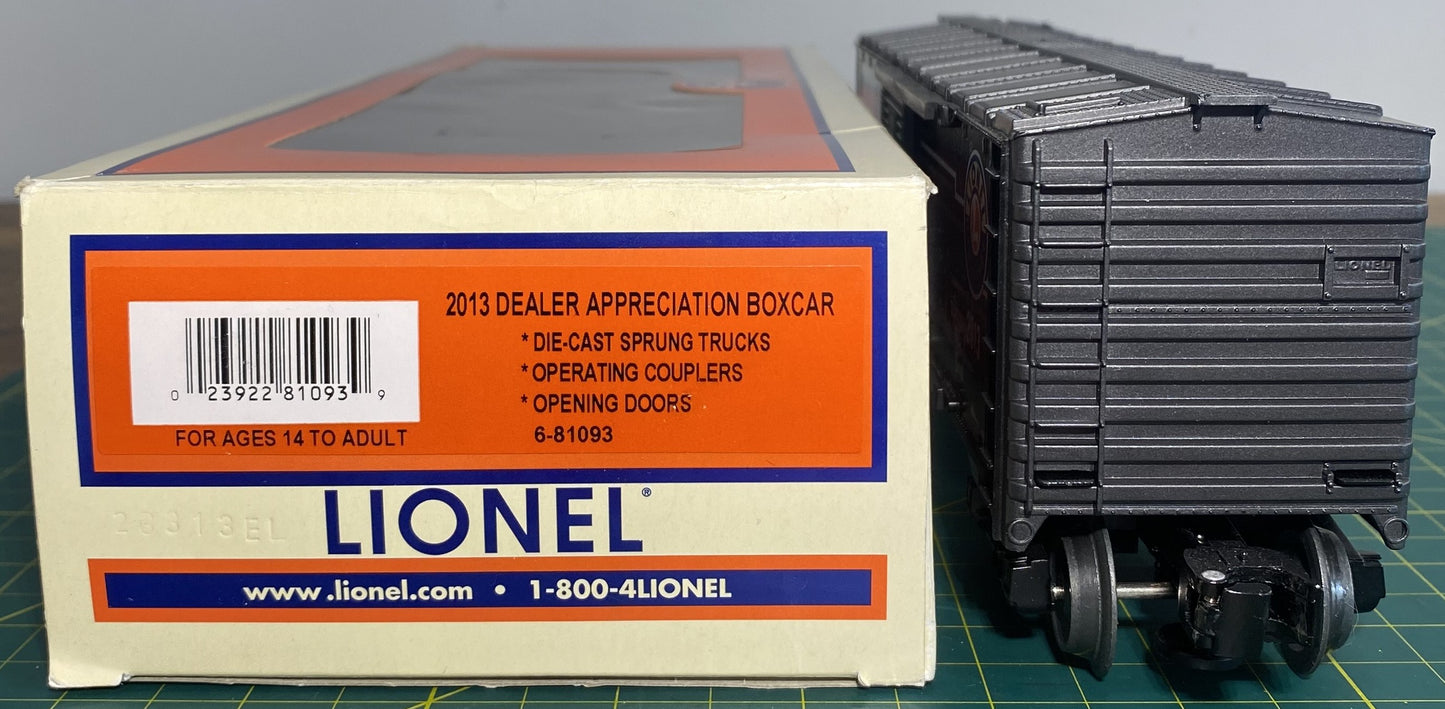 2013 DEALER APPRECIATION BOXCAR
* DIE-CAST SPRUNG TRUCKS
* OPERATING COUPLERS
* OPENING DOORS
6-81093
0 23922 81093 9
FOR AGES 14 TO ADULT
LIONEL®
www.lionel.com • 1-800-4LIONEL
LIONEL